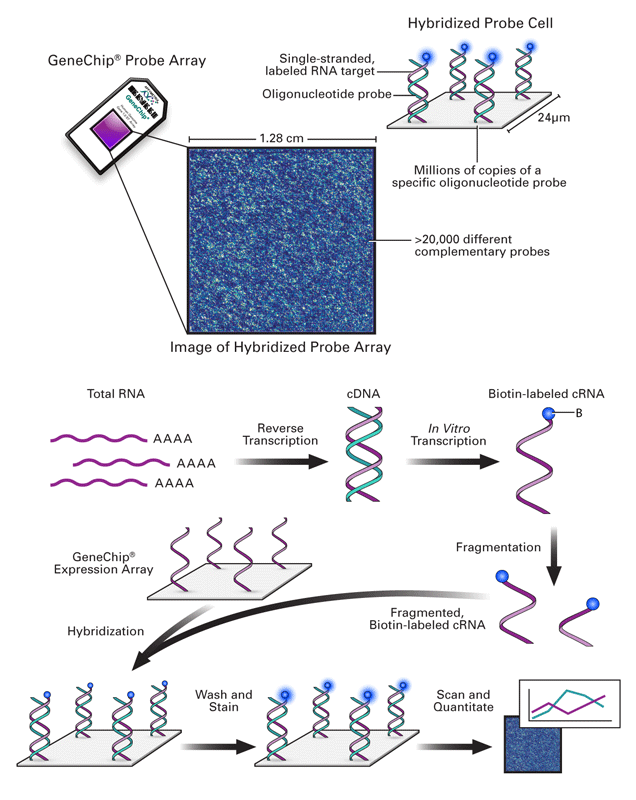 Hybridized Probe Cell
GeneChip® Probe Array
Single-stranded,
labeled RNA target
Oligonucleotide probe
GeneChip®
24µm
1.28 cm
Millions of copies of a
specific oligonucleotide probe
>20,000 different
complementary probes
Image of Hybridized Probe Array
Total RNA
cDNA
Biotin-labeled cRNA
B
AAAA
AAAA
AAAA
Reverse
Transcription
In Vitro
Transcription
GeneChip®
Expression Array
Fragmentation
Fragmented,
Biotin-labeled cRNA
Hybridization
Wash and
Stain
Scan and
Quantitate